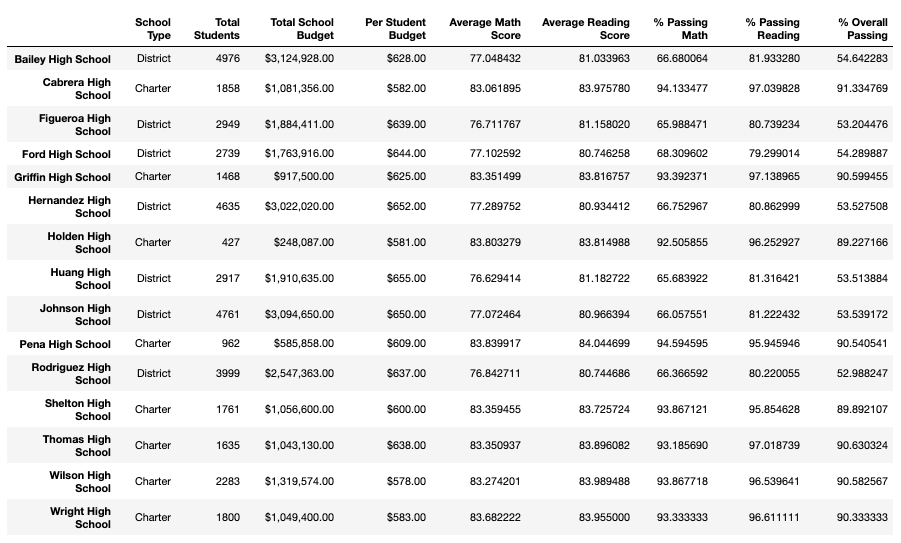 School Type Total Students Total School Budget Per Student Budget Average Math Score Average Reading Score % Passing Math % Passing Reading % Overall Passing
Bailey High School District 4976 $3,124,928.00 $628.00 77.048432 81.033963 66.680064 81.933280 54.642283
Cabrera High School Charter 1858 $1,081,356.00 $582.00 83.061895 83.975780 94.133477 97.039828 91.334769
Figueroa High School District 2949 $1,884,411.00 $639.00 76.711767 81.158020 65.988471 80.739234 53.204476
Ford High School District 2739 $1,763,916.00 $644.00 77.102592 80.746258 68.309602 79.299014 54.289887
Griffin High School Charter 1468 $917,500.00 $625.00 83.351499 83.816757 93.392371 97.138965 90.599455
Hernandez High School District 4635 $3,022,020.00 $652.00 77.289752 80.934412 66.752967 80.862999 53.527508
Holden High School Charter 427 $248,087.00 $581.00 83.803279 83.814988 92.505855 96.252927 89.227166
Huang High School District 2917 $1,910,635.00 $655.00 76.629414 81.182722 65.683922 81.316421 53.513884
Johnson High School District 4761 $3,094,650.00 $650.00 77.072464 80.966394 66.057551 81.222432 53.539172
Pena High School Charter 962 $585,858.00 $609.00 83.839917 84.044699 94.594595 95.945946 90.540541
Rodriguez High School District 3999 $2,547,363.00 $637.00 76.842711 80.744686 66.366592 80.220055 52.988247
Shelton High School Charter 1761 $1,056,600.00 $600.00 83.359455 83.725724 93.867121 95.854628 89.892107
Thomas High School Charter 1635 $1,043,130.00 $638.00 83.350937 83.896082 93.185690 97.018739 90.630324
Wilson High School Charter 2283 $1,319,574.00 $578.00 83.274201 83.989488 93.867718 96.539641 90.582567
Wright High School Charter 1800 $1,049,400.00 $583.00 83.682222 83.955000 93.333333 96.611111 90.333333